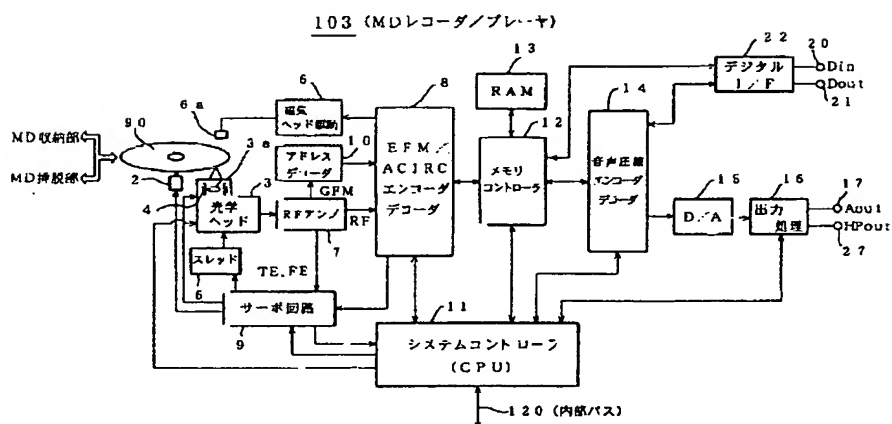 103 (MDレコーダ/プレーヤ)
22
20
Din
デジタル
I/F
Dout
21
13
RAM
14
6
8
6a
磁気
ヘッド駆動
12
MD収納部
90
MD挿脱部
10
アドレス
デコーダ
EFM/
ACIRC
エンコーダ
デコーダ
メモリ
コントローラ
音声圧縮
エンコーダ
デコーダ
2
3a
3
4
光学
ヘッド
GFM
RFアンプ
RF
7
15
D/A
16
出力
処理
17
Aout
HPout
27
スレッド
5
TE,FE
サーボ回路
9
11
システムコントローラ
(CPU)
120 (内部バス)